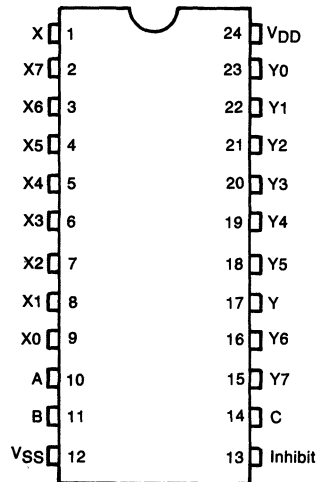 X 1 24 VDD
X7 2 23 Y0
X6 3 22 Y1
X5 4 21 Y2
X4 5 20 Y3
X3 6 19 Y4
X2 7 18 Y5
X1 8 17 Y
X0 9 16 Y6
A 10 15 Y7
B 11 14 C
VSS 12 13 Inhibit